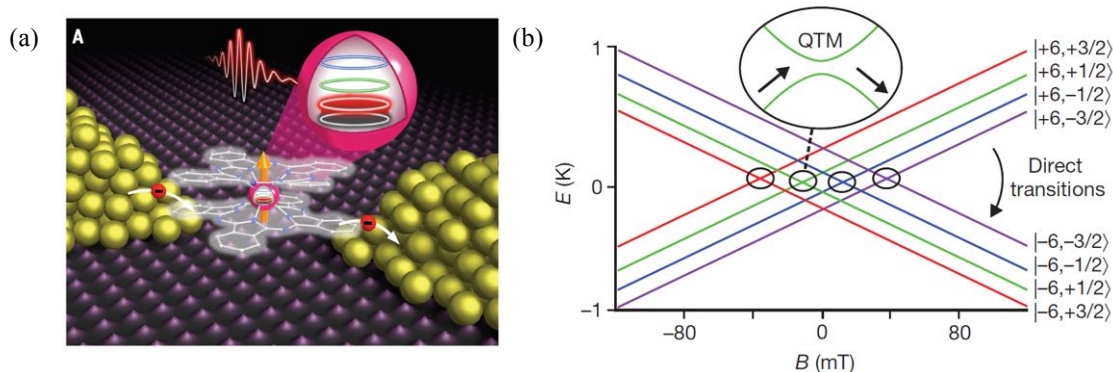 (a)
A
(b)
QTM
|+6,+3/2⟩
|+6,+1/2⟩
|+6,−1/2⟩
|+6,−3/2⟩
Direct
transitions
|−6,−3/2⟩
|−6,−1/2⟩
|−6,+1/2⟩
|−6,+3/2⟩
1
0
−1
E (K)
−80
0
80
B (mT)